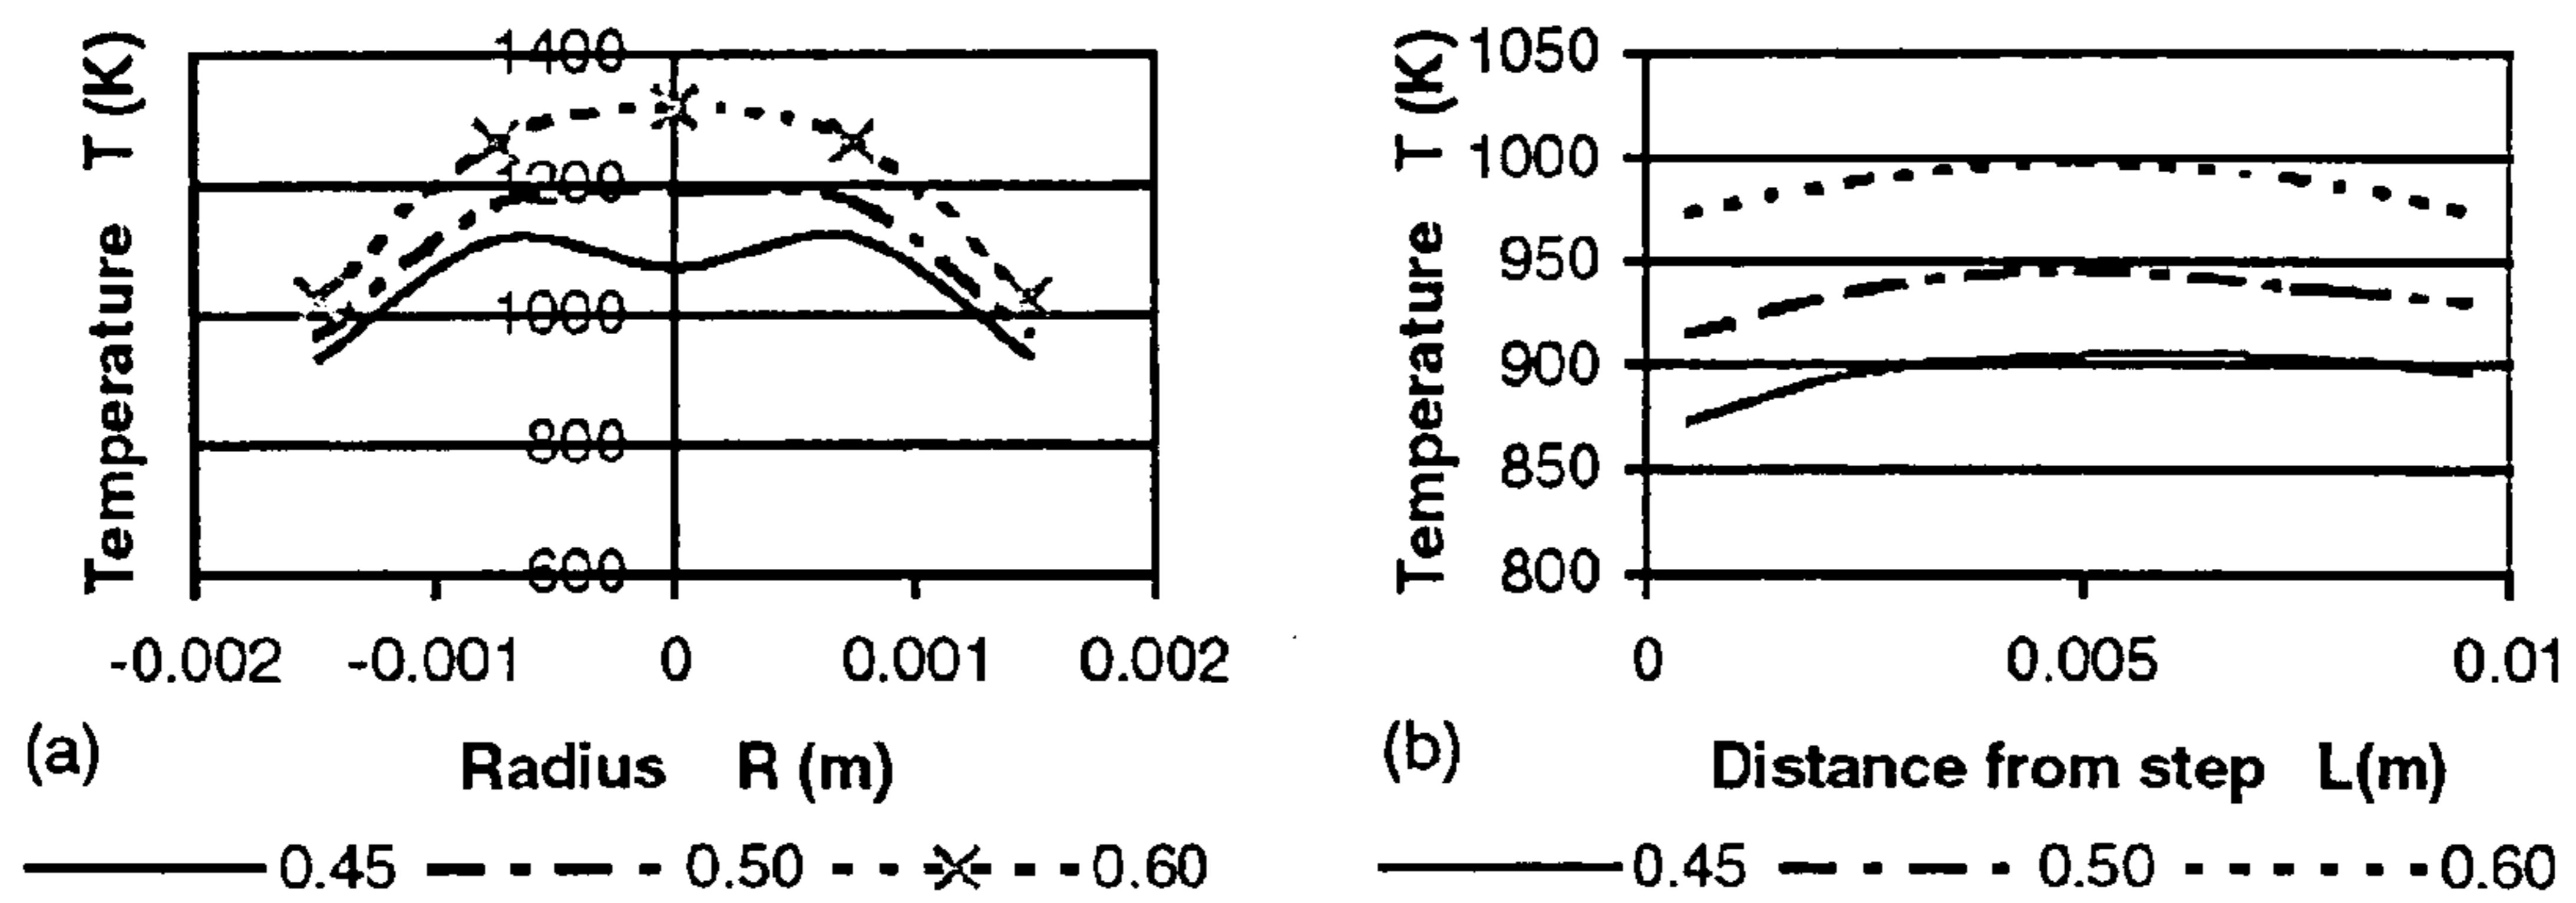 Temperature T (K)
1400
1200
1000
800
600
-0.002 -0.001 0 0.001 0.002
(a) Radius R (m)
0.45 0.50 0.60
Temperature T (K)
1050
1000
950
900
850
800
0 0.005 0.01
(b) Distance from step L(m)
0.45 0.50 0.60